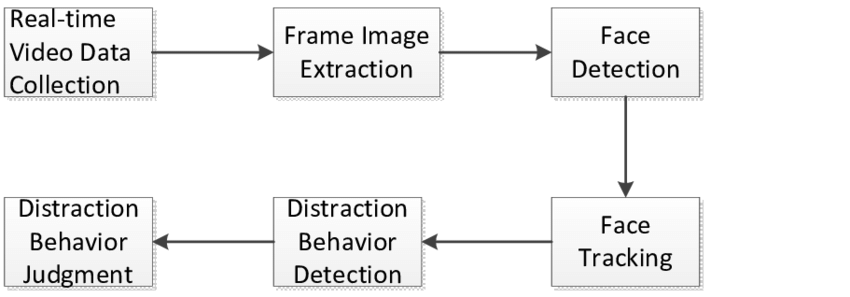 Real-time
Video Data
Collection
Frame Image
Extraction
Face
Detection
Face
Tracking
Distraction
Behavior
Detection
Distraction
Behavior
Judgment